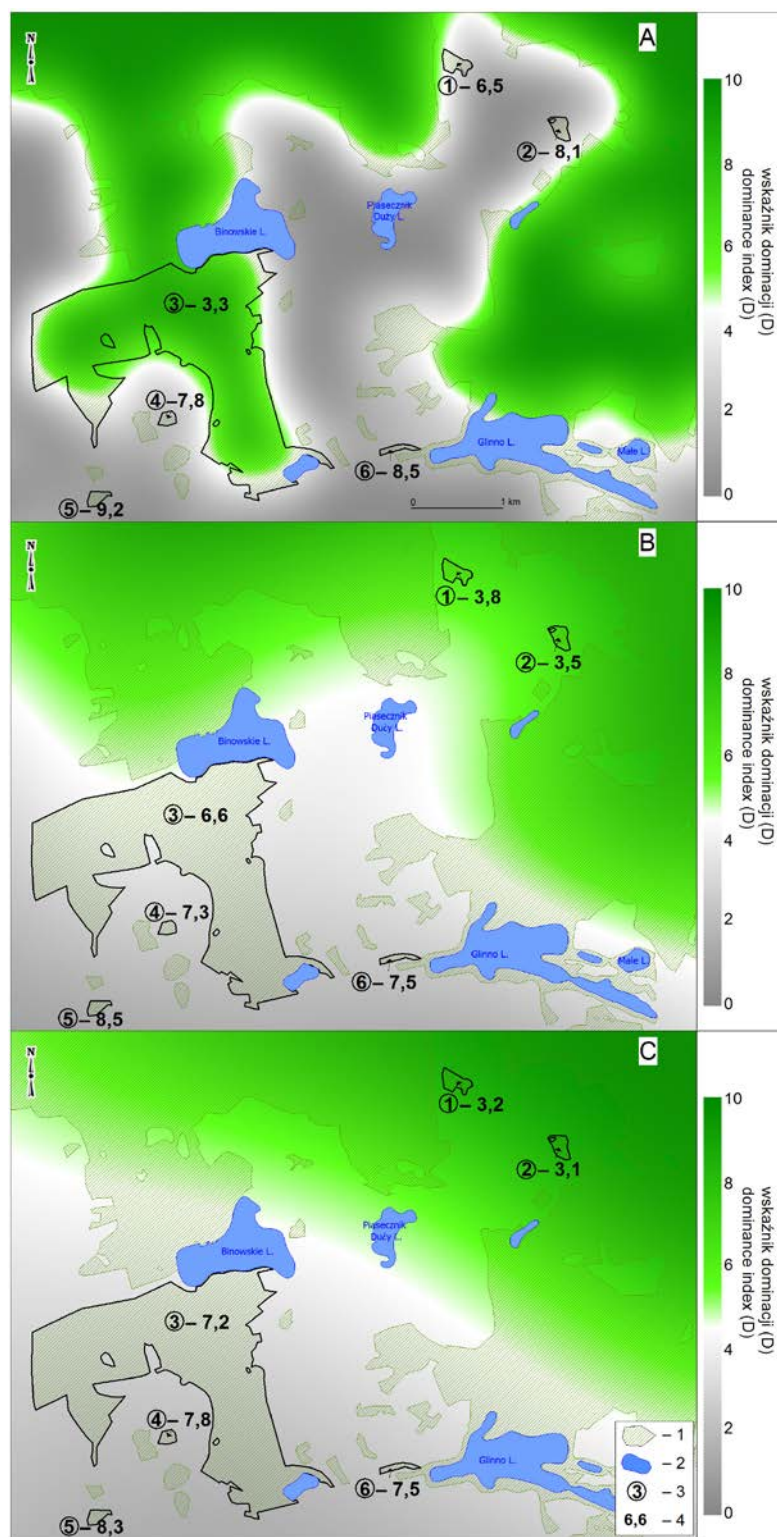 A
N
①– 6,5
②– 8,1
Binowskie L.
Piasecznik
Duży L.
③– 3,3
④–7,8
⑤– 9,2
⑥– 8,5
Glinno L.
Małe L.
0 1 km
10
8
6
4
2
0
wskaźnik dominacji (D)
dominance index (D)
B
N
①– 3,8
②– 3,5
Binowskie L.
Piasecznik
Duży L.
③– 6,6
④– 7,3
⑤– 8,5
⑥– 7,5
Glinno L.
Małe L.
10
8
6
4
2
0
wskaźnik dominacji (D)
dominance index (D)
C
N
①– 3,2
②– 3,1
Binowskie L.
Piasecznik
Duży L.
③– 7,2
④– 7,8
⑤– 8,3
⑥– 7,5
Glinno L.
10
8
6
4
2
0
wskaźnik dominacji (D)
dominance index (D)
– 1
– 2
③ – 3
6,6 – 4